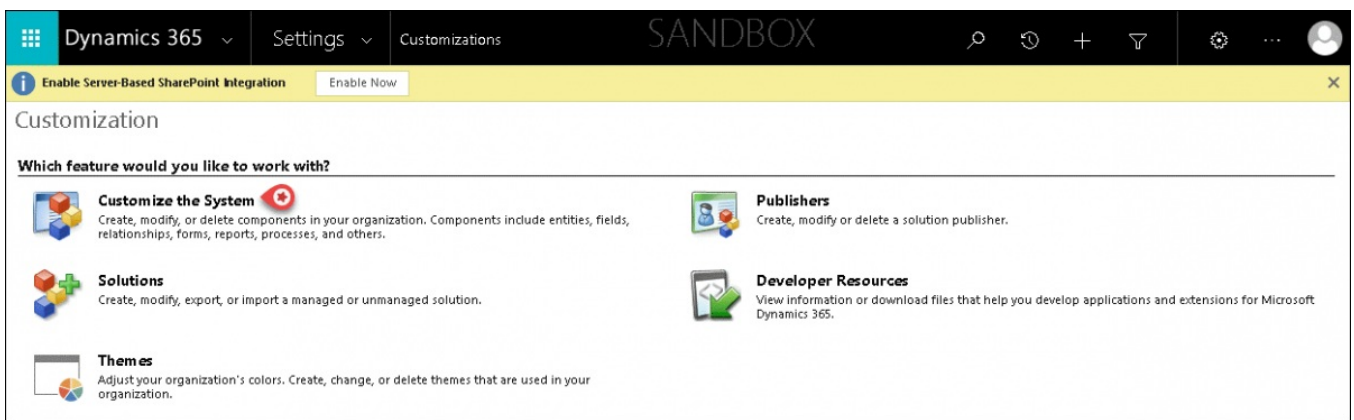 Dynamics 365 Settings Customizations SANDBOX
Enable Server-Based SharePoint Integration Enable Now
Customization
Which feature would you like to work with?
Customize the System
Create, modify, or delete components in your organization. Components include entities, fields,
relationships, forms, reports, processes, and others.
Publishers
Create, modify or delete a solution publisher.
Solutions
Create, modify, export, or import a managed or unmanaged solution.
Developer Resources
View information or download files that help you develop applications and extensions for Microsoft
Dynamics 365.
Themes
Adjust your organization's colors. Create, change, or delete themes that are used in your
organization.